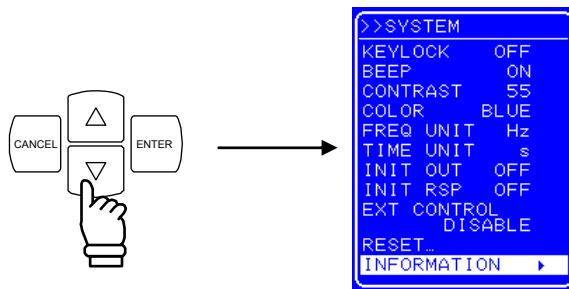 CANCEL
ENTER
>>SYSTEM
KEYLOCK OFF
BEEP ON
CONTRAST 55
COLOR BLUE
FREQ UNIT Hz
TIME UNIT s
INIT OUT OFF
INIT RSP OFF
EXT CONTROL
DISABLE
RESET…
INFORMATION